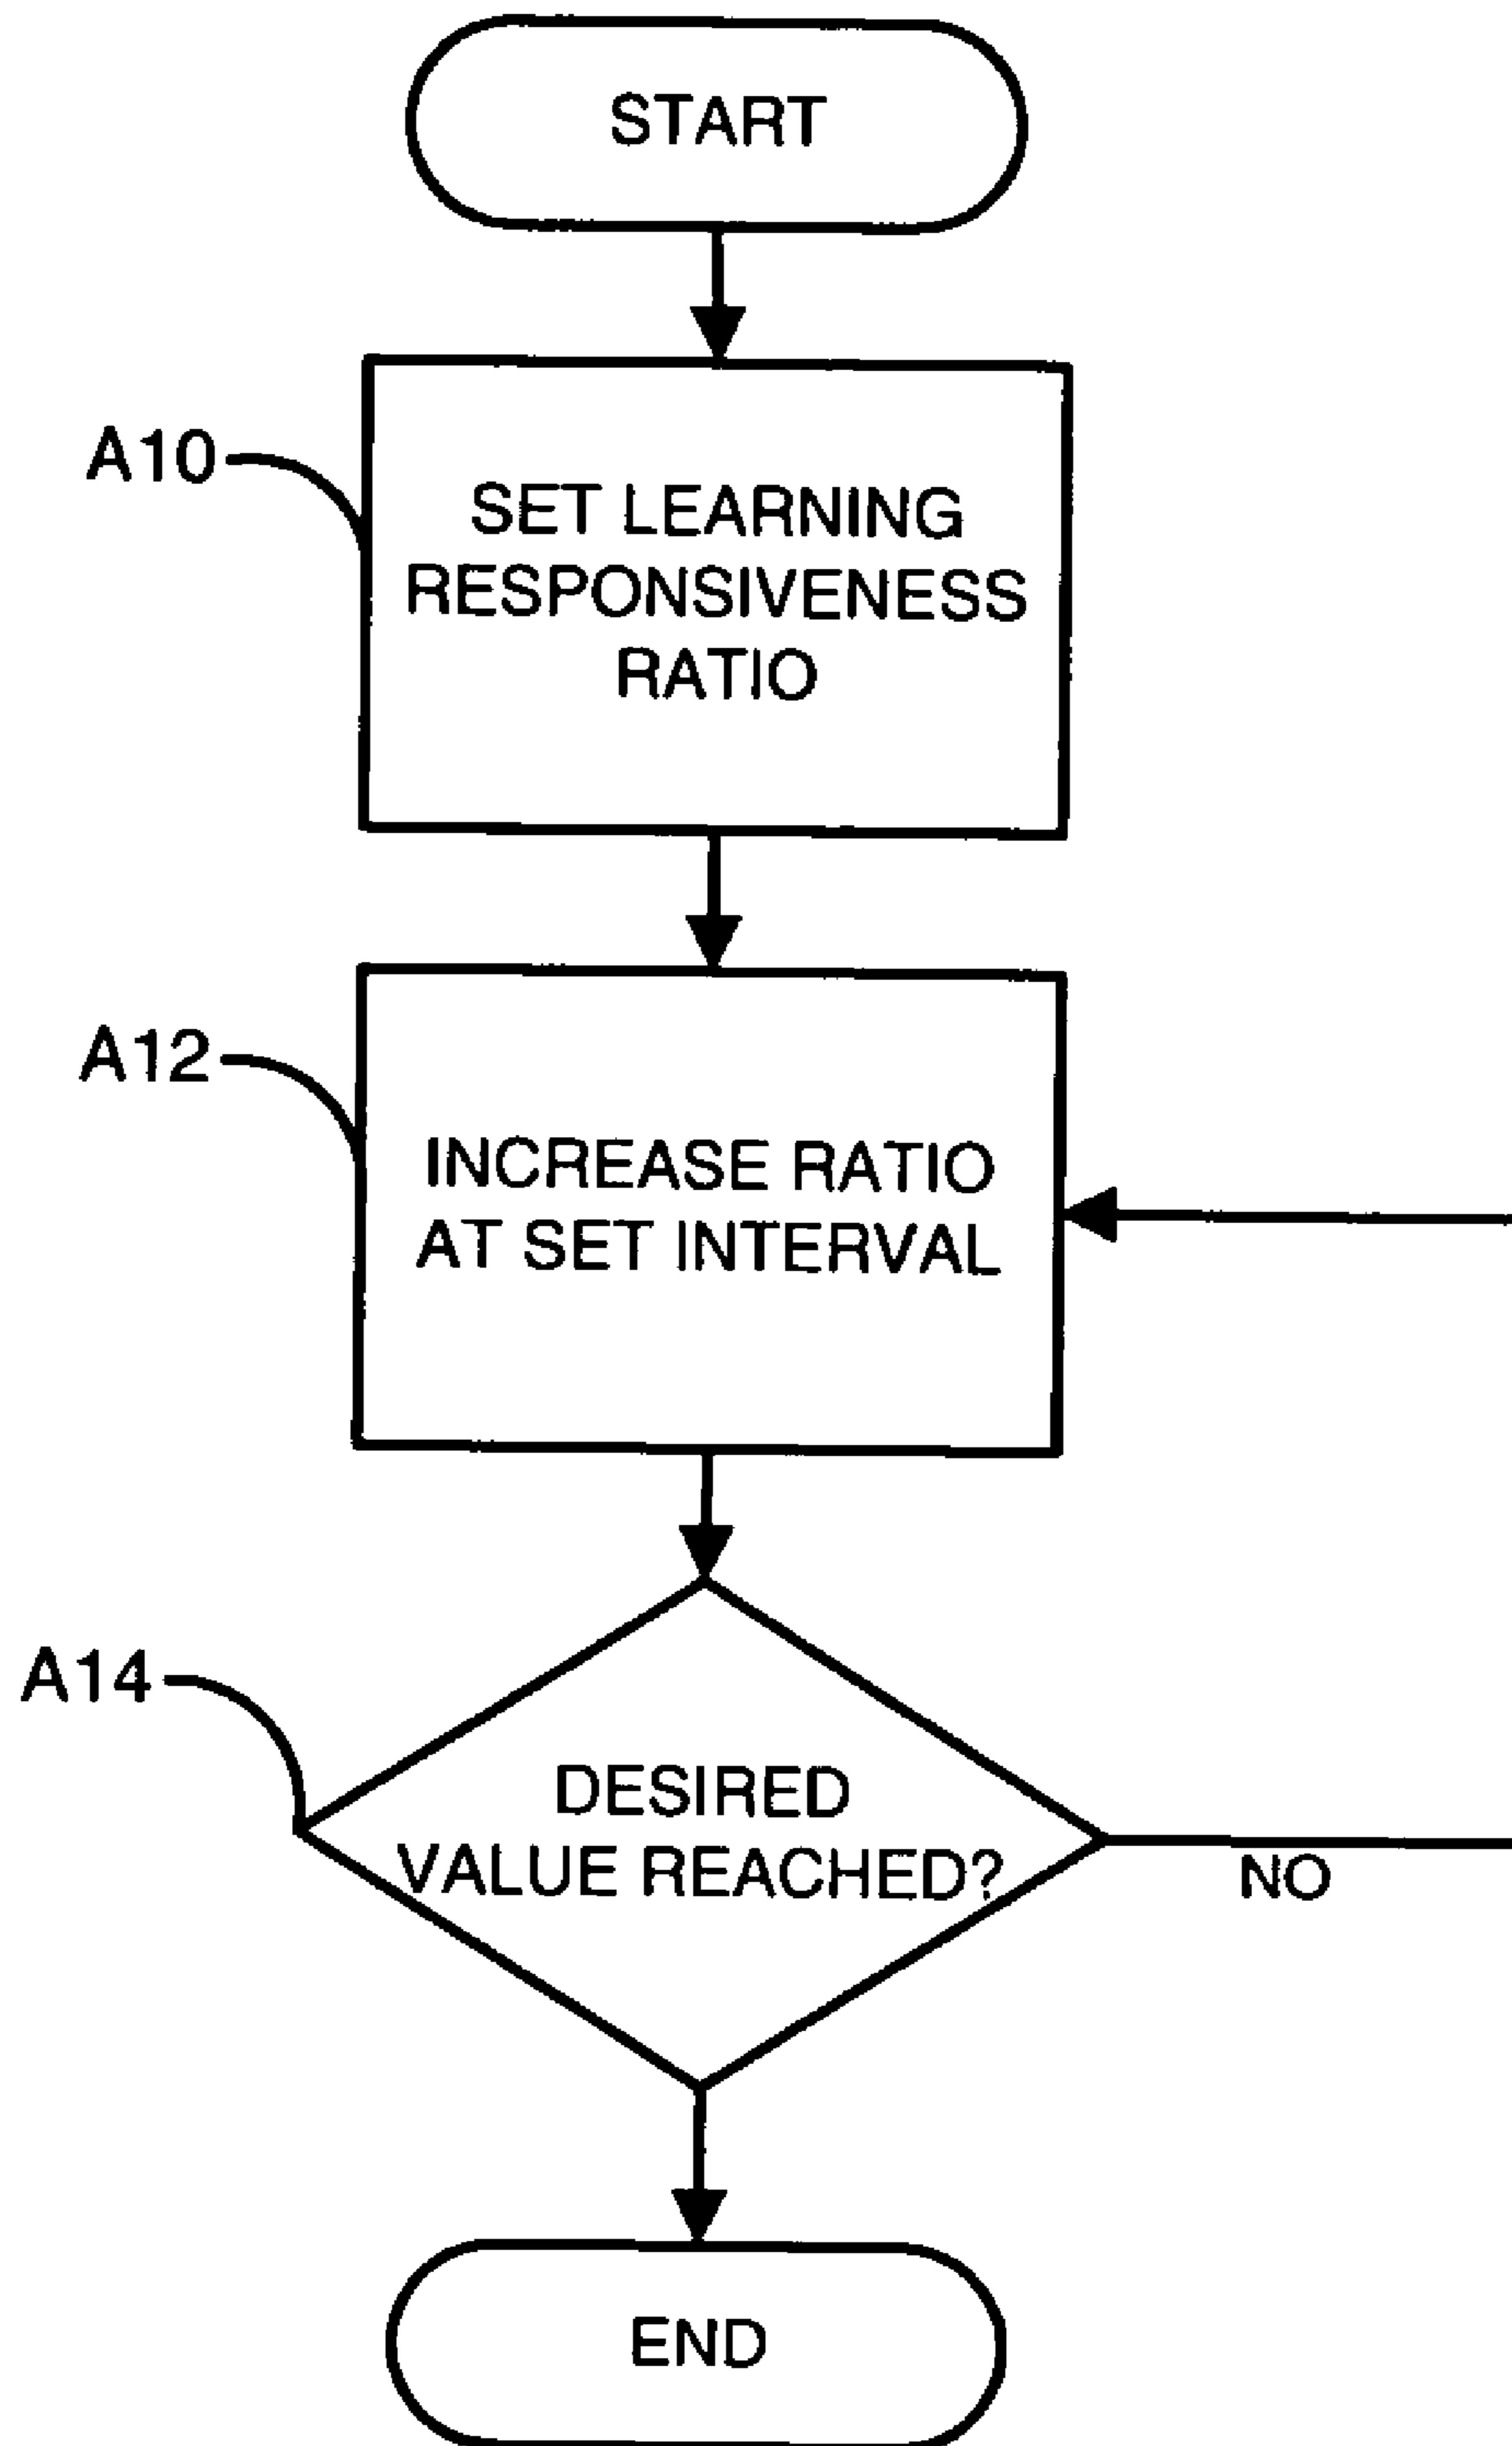 START
A10
SET LEARNING
RESPONSIVENESS
RATIO
A12
INCREASE RATIO
AT SET INTERVAL
A14
DESIRED
VALUE REACHED?
NO
END